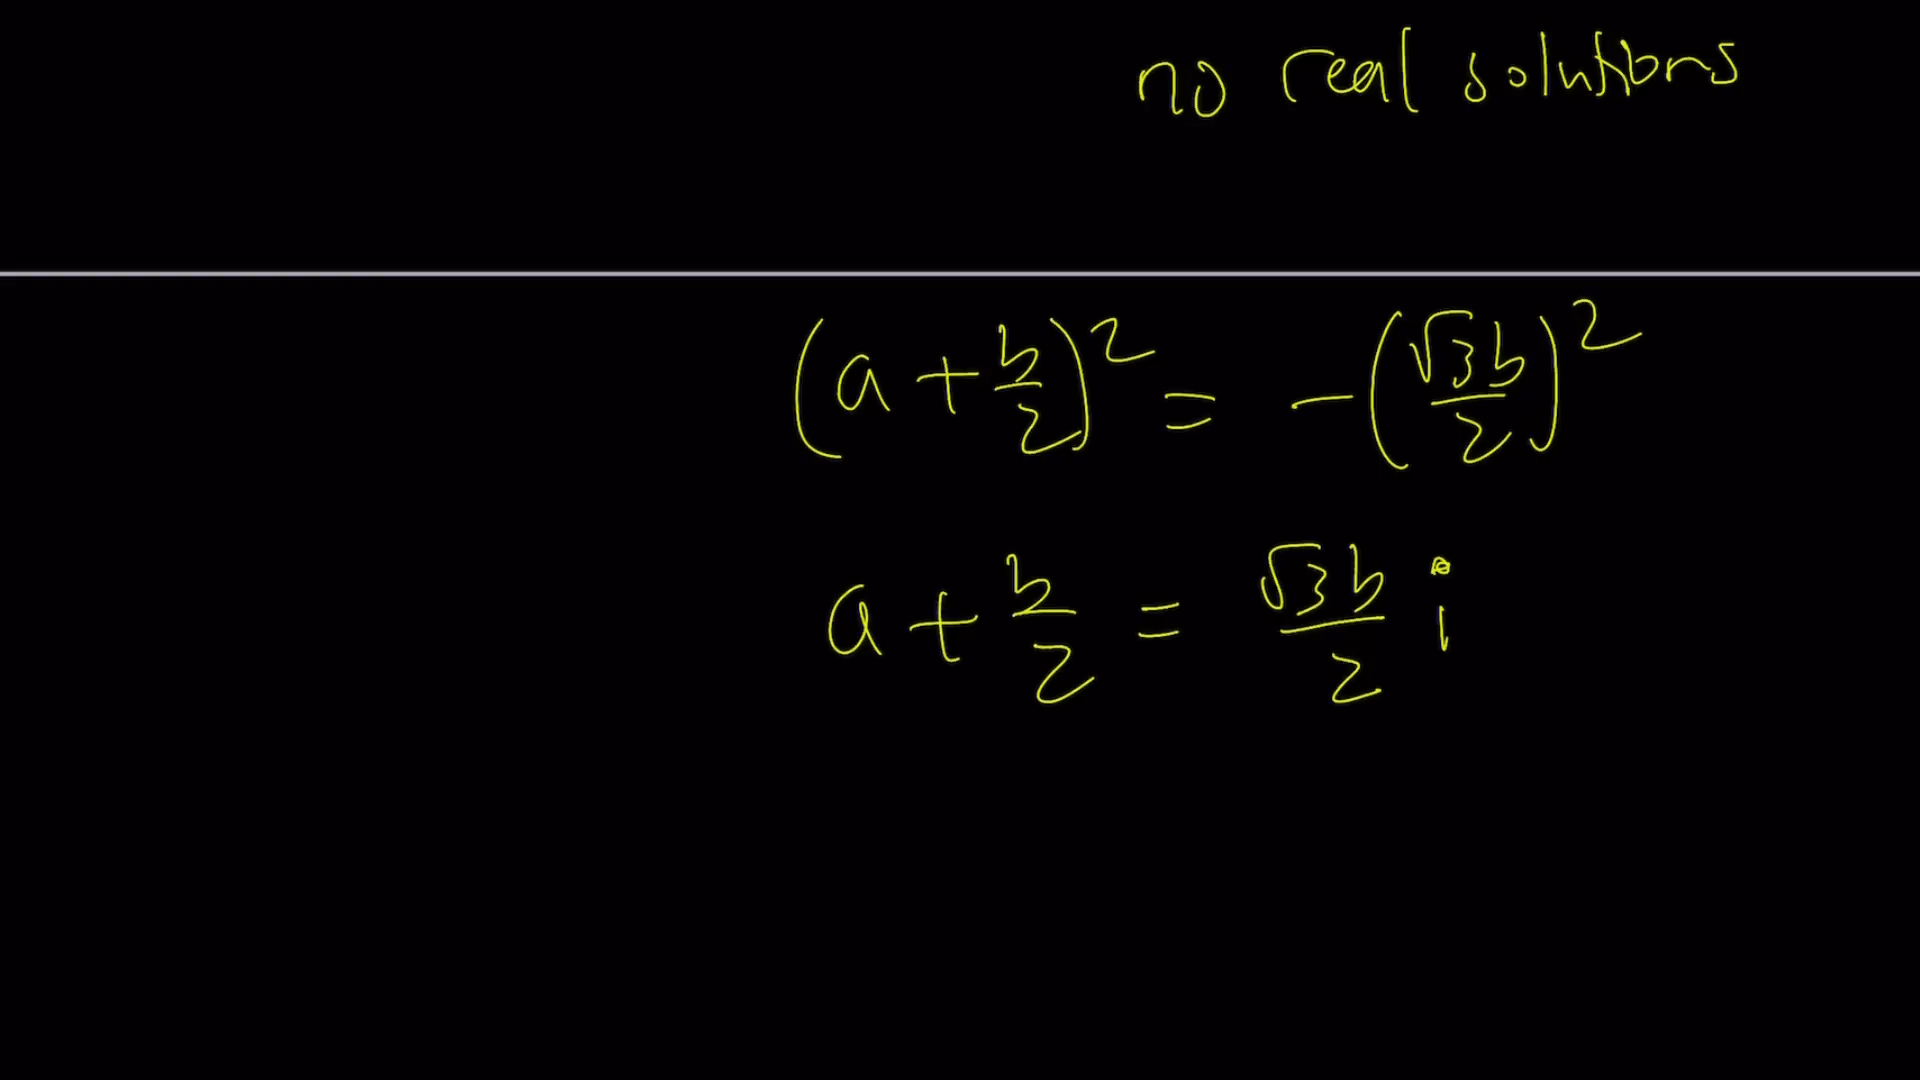 no real solutions
(a + b/2)² = -(√3b/2)²
a + b/2 = √3b/2 i